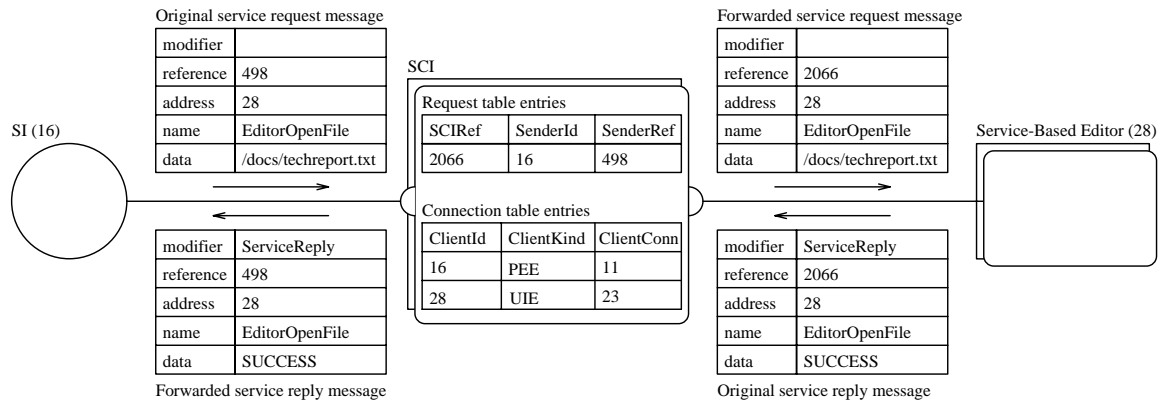 Original service request message
modifier
reference 498
address 28
name EditorOpenFile
data /docs/techreport.txt
Forwarded service request message
modifier
reference 2066
address 28
name EditorOpenFile
data /docs/techreport.txt
SI (16)
SCI
Request table entries
SCIRef SenderId SenderRef
2066 16 498
Connection table entries
ClientId ClientKind ClientConn
16 PEE 11
28 UIE 23
Service-Based Editor (28)
modifier ServiceReply
reference 498
address 28
name EditorOpenFile
data SUCCESS
Forwarded service reply message
modifier ServiceReply
reference 2066
address 28
name EditorOpenFile
data SUCCESS
Original service reply message